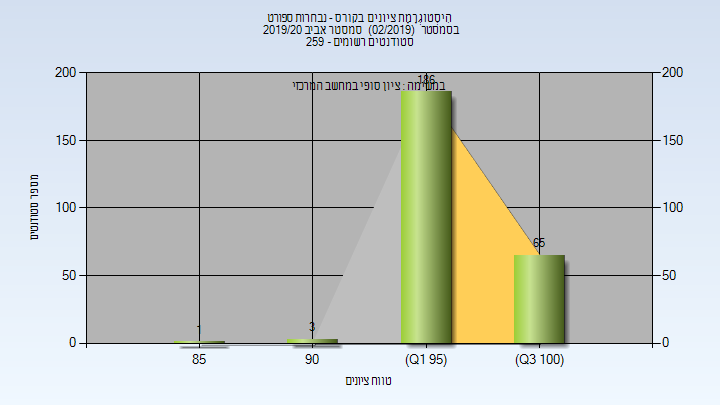 היסטוגרמת ציונים בקורס - נבחרות ספורט
בסמסטר (02/2019) סמסטר אביב 2019/20
סטודנטים רשומים - 259
במשימה : ציון סופי במחשב המרכזי
מספר סטודנטים
200
150
100
50
0
200
150
100
50
0
1
3
186
65
85
90
(Q1 95)
(Q3 100)
טווח ציונים